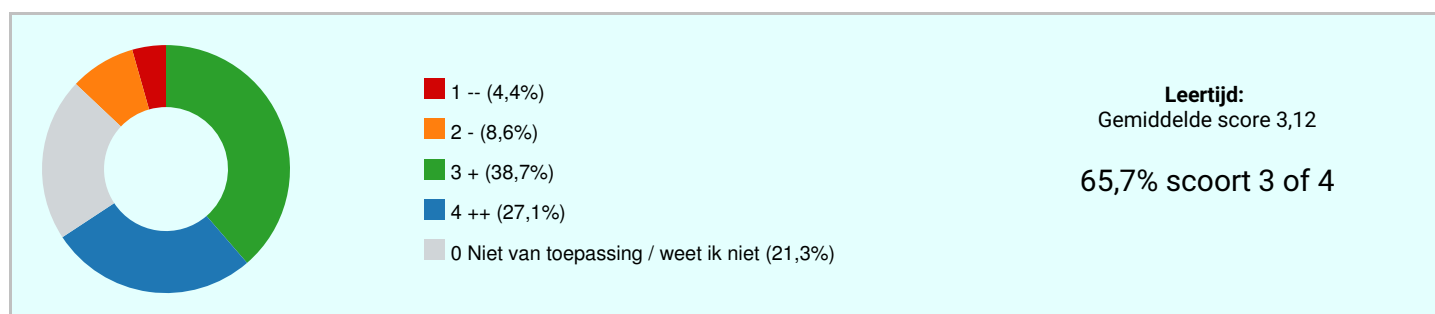 1 -- (4,4%)
2 - (8,6%)
3 + (38,7%)
4 ++ (27,1%)
0 Niet van toepassing / weet ik niet (21,3%)
Leertijd:
Gemiddelde score 3,12
65,7% scoort 3 of 4